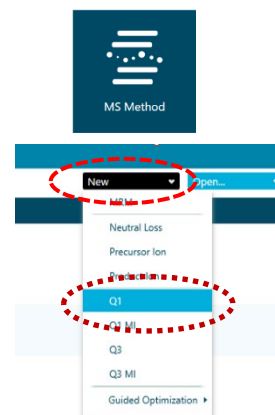 MS Method
New
Open...
MRM
Neutral Loss
Precursor Ion
Product Ion
Q1
Q1 MI
Q3
Q3 MI
Guided Optimization